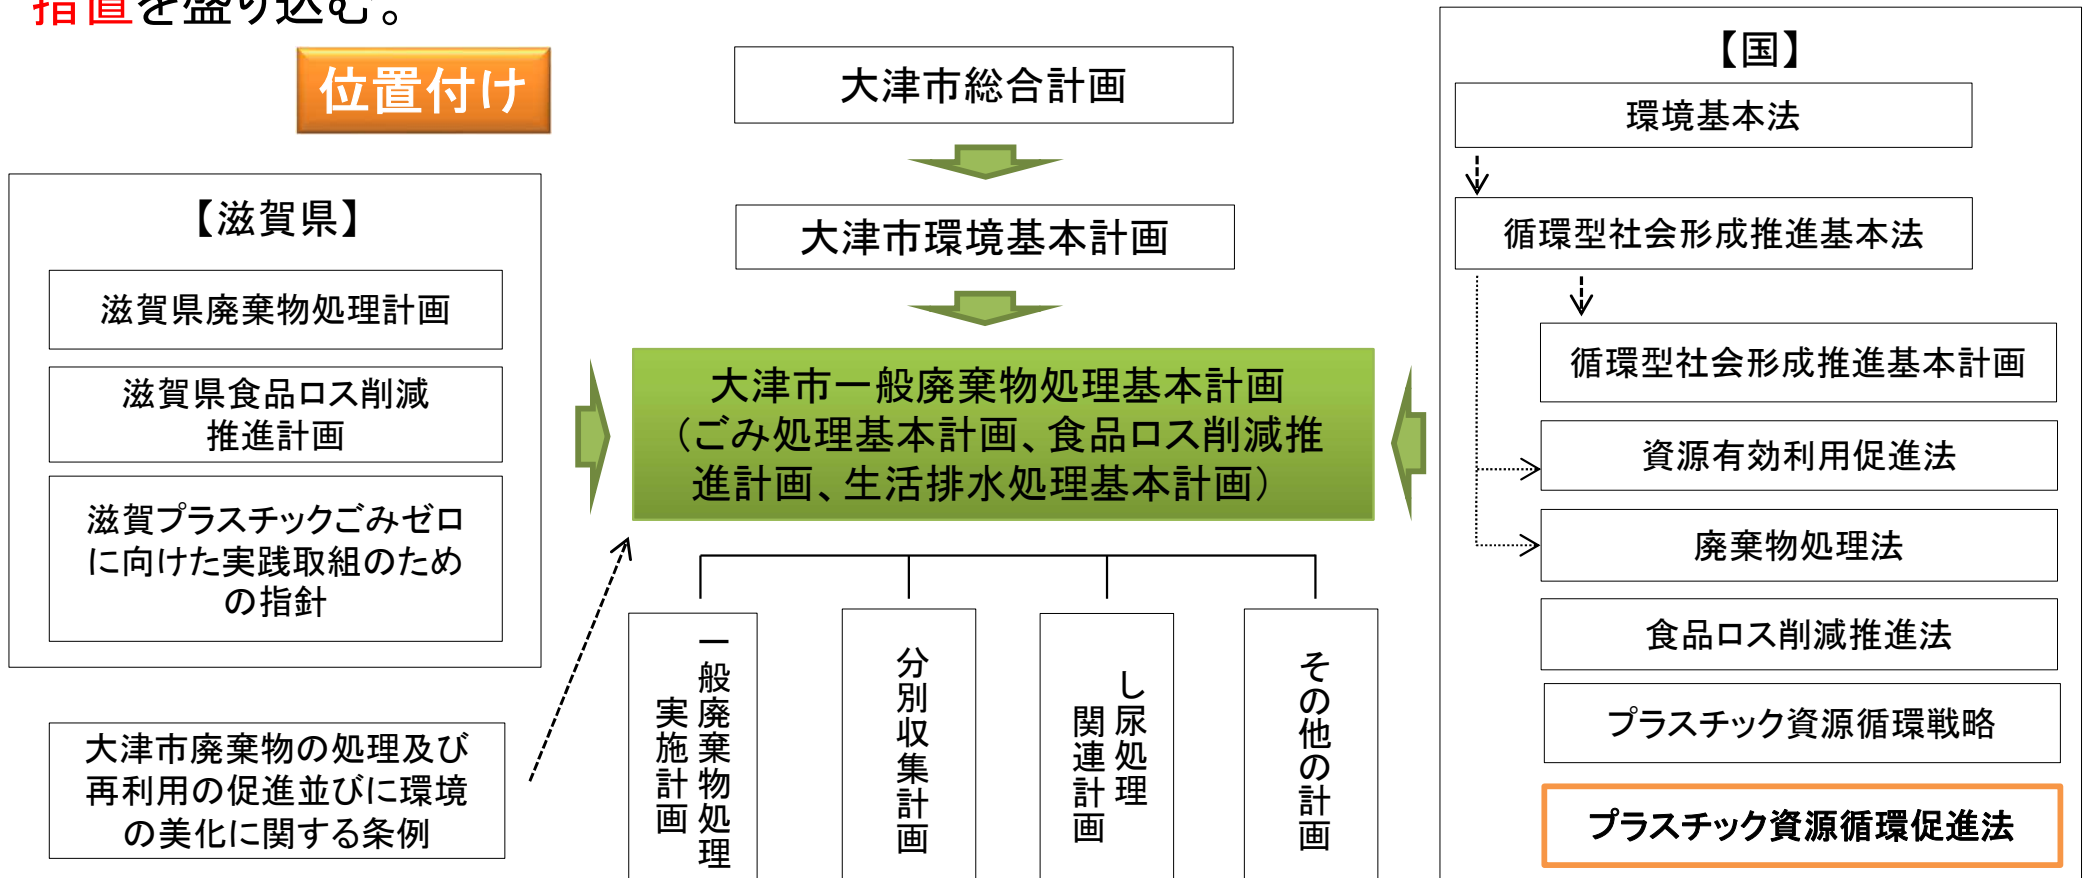 措置を盛り込む。
位置付け
大津市総合計画
大津市環境基本計画
大津市一般廃棄物処理基本計画
（ごみ処理基本計画、食品ロス削減推
進計画、生活排水処理基本計画）
【滋賀県】
滋賀県廃棄物処理計画
滋賀県食品ロス削減
推進計画
滋賀プラスチックごみゼロ
に向けた実践取組のため
の指針
大津市廃棄物の処理及び
再利用の促進並びに環境
の美化に関する条例
一般廃棄物処理
実施計画
分別収集計画
し尿処理
関連計画
その他の計画
【国】
環境基本法
循環型社会形成推進基本法
循環型社会形成推進基本計画
資源有効利用促進法
廃棄物処理法
食品ロス削減推進法
プラスチック資源循環戦略
プラスチック資源循環促進法